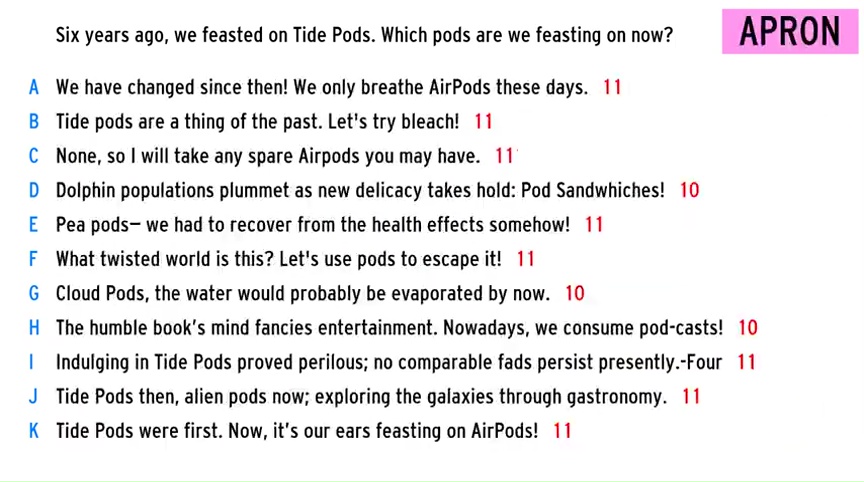 Six years ago, we feasted on Tide Pods. Which pods are we feasting on now?
APRON
A We have changed since then! We only breathe AirPods these days. 11
B Tide pods are a thing of the past. Let's try bleach! 11
C None, so I will take any spare Airpods you may have. 11
D Dolphin populations plummet as new delicacy takes hold: Pod Sandwhiches! 10
E Pea pods— we had to recover from the health effects somehow! 11
F What twisted world is this? Let's use pods to escape it! 11
G Cloud Pods, the water would probably be evaporated by now. 10
H The humble book’s mind fancies entertainment. Nowadays, we consume pod-casts! 10
I Indulging in Tide Pods proved perilous; no comparable fads persist presently.-Four 11
J Tide Pods then, alien pods now; exploring the galaxies through gastronomy. 11
K Tide Pods were first. Now, it’s our ears feasting on AirPods! 11